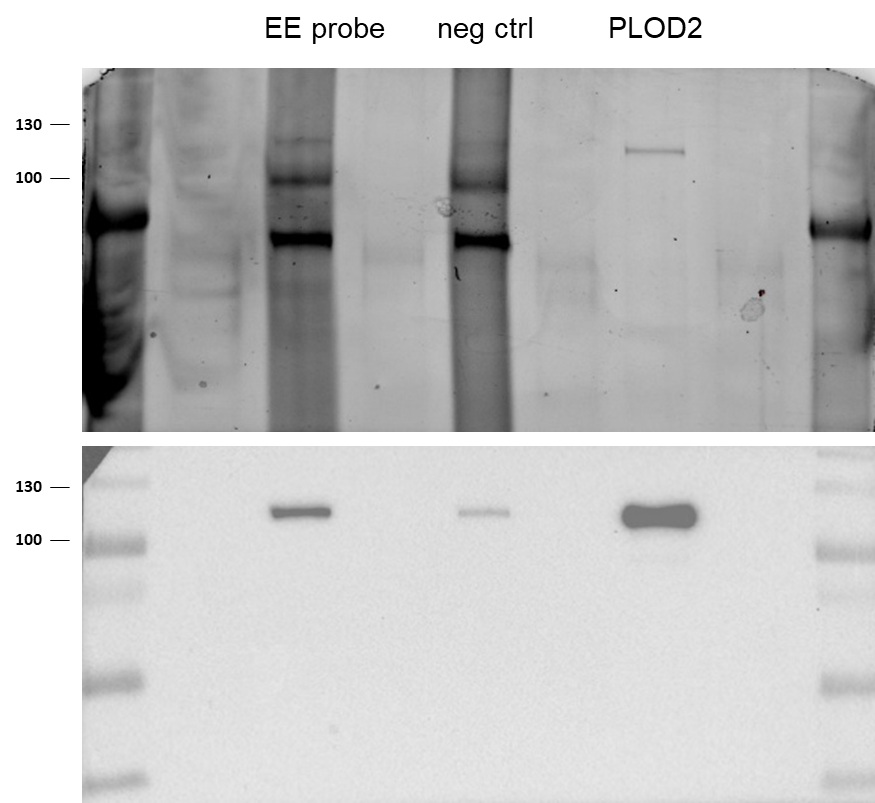 EE probe neg ctrl PLOD2
130 —
100 —
130 —
100 —